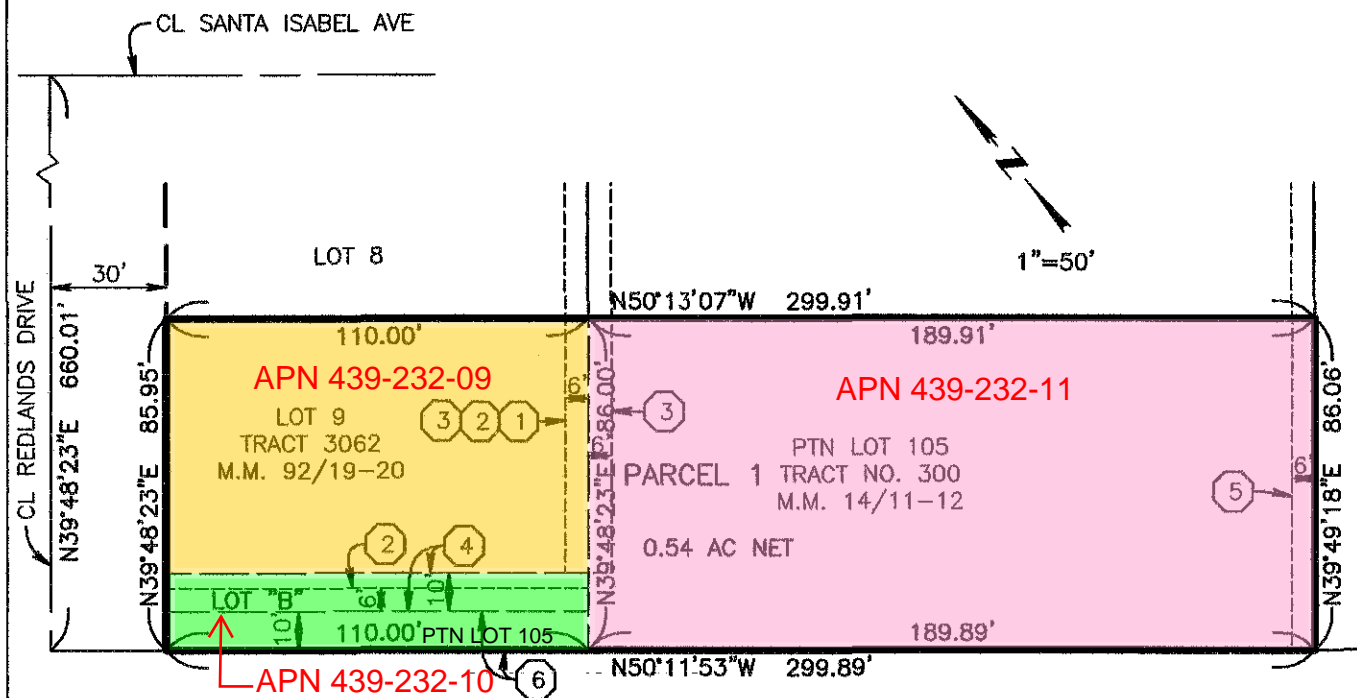 CL SANTA ISABEL AVE
LOT 8
30'
1"=50'
N
CL REDLANDS DRIVE
N39°48'23"E 660.01'
N50°13'07"W 299.91'
110.00'
189.91'
APN 439-232-09
APN 439-232-11
85.95'
N39°48'23"E
LOT 9
TRACT 3062
M.M. 92/19-20
3 2 1
6'
6'
N39°48'23"E 86.00'
3
PTN LOT 105
PARCEL 1 TRACT NO. 300
M.M. 14/11-12
0.54 AC NET
5
6'
N39°49'18"E 86.06'
2
4
LOT "B"
6'
10'
10'
110.00' PTN LOT 105
189.89'
N50°11'53"W 299.89'
APN 439-232-10
6